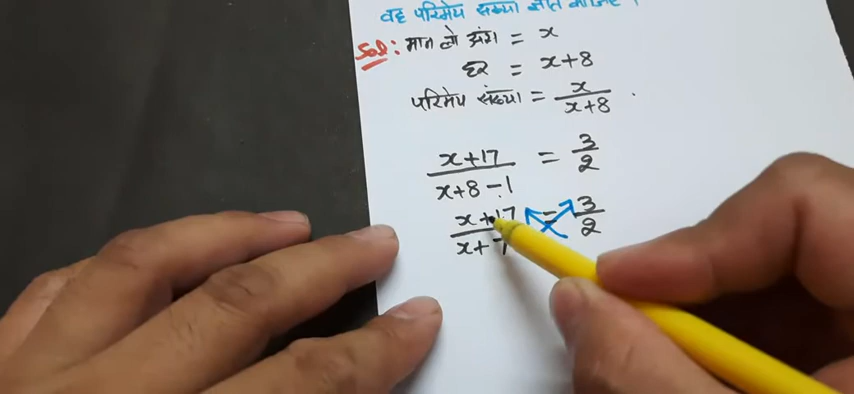 वह परिमेय संख्या ज्ञात कीजिए ।
Sol: मान लो अंश = x
हर = x+8
परिमेय संख्या = x/(x+8) .
(x+17)/(x+8-1) = 3/2
(x+17)/(x+7) = 3/2